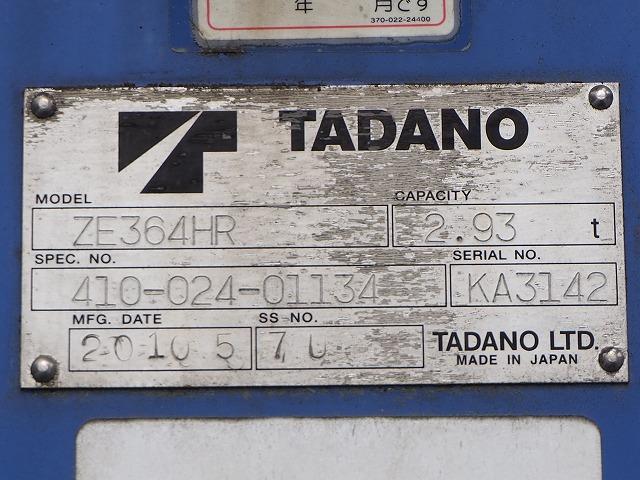 年 月です
370-022-24400
TADANO
MODEL CAPACITY
ZE364HR 2.93 t
SPEC. NO. SERIAL NO.
410-024-01134 KA3142
MFG. DATE SS NO.
2010 5
TADANO LTD.
MADE IN JAPAN